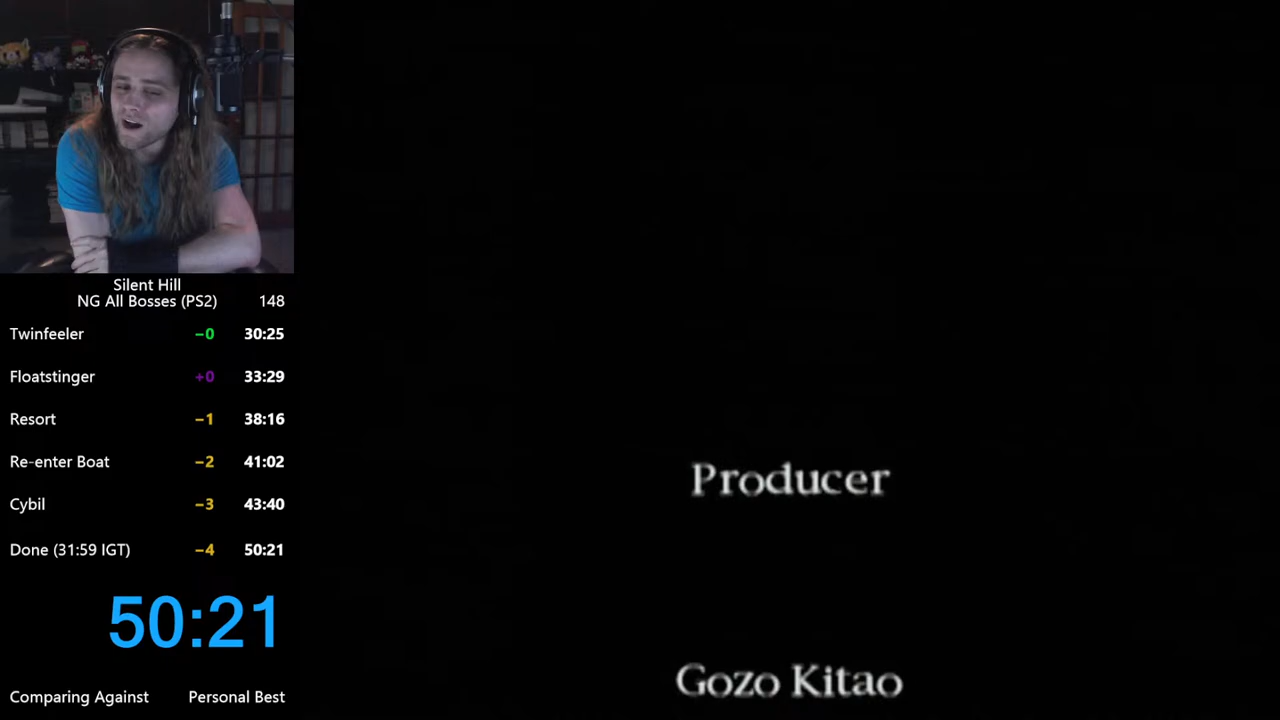 Silent Hill
NG All Bosses (PS2) 148
Twinfeeler -0 30:25
Floatstinger +0 33:29
Resort -1 38:16
Re-enter Boat -2 41:02
Cybil -3 43:40
Done (31:59 IGT) -4 50:21
50:21
Comparing Against Personal Best
Producer
Gozo Kitao